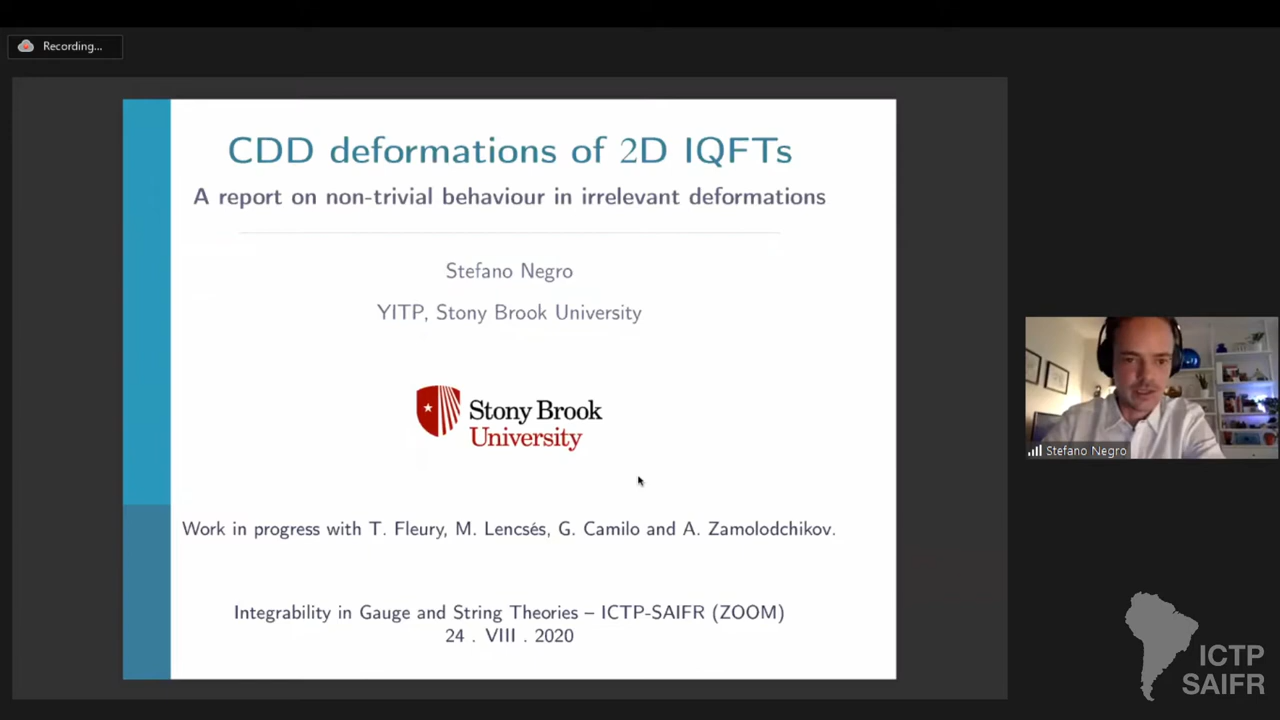 Recording...
CDD deformations of 2D IQFTs
A report on non-trivial behaviour in irrelevant deformations
Stefano Negro
YITP, Stony Brook University
Stony Brook
University
Work in progress with T. Fleury, M. Lencsés, G. Camilo and A. Zamolodchikov.
Integrability in Gauge and String Theories – ICTP-SAIFR (ZOOM)
24 . VIII . 2020
Stefano Negro
ICTP
SAIFR